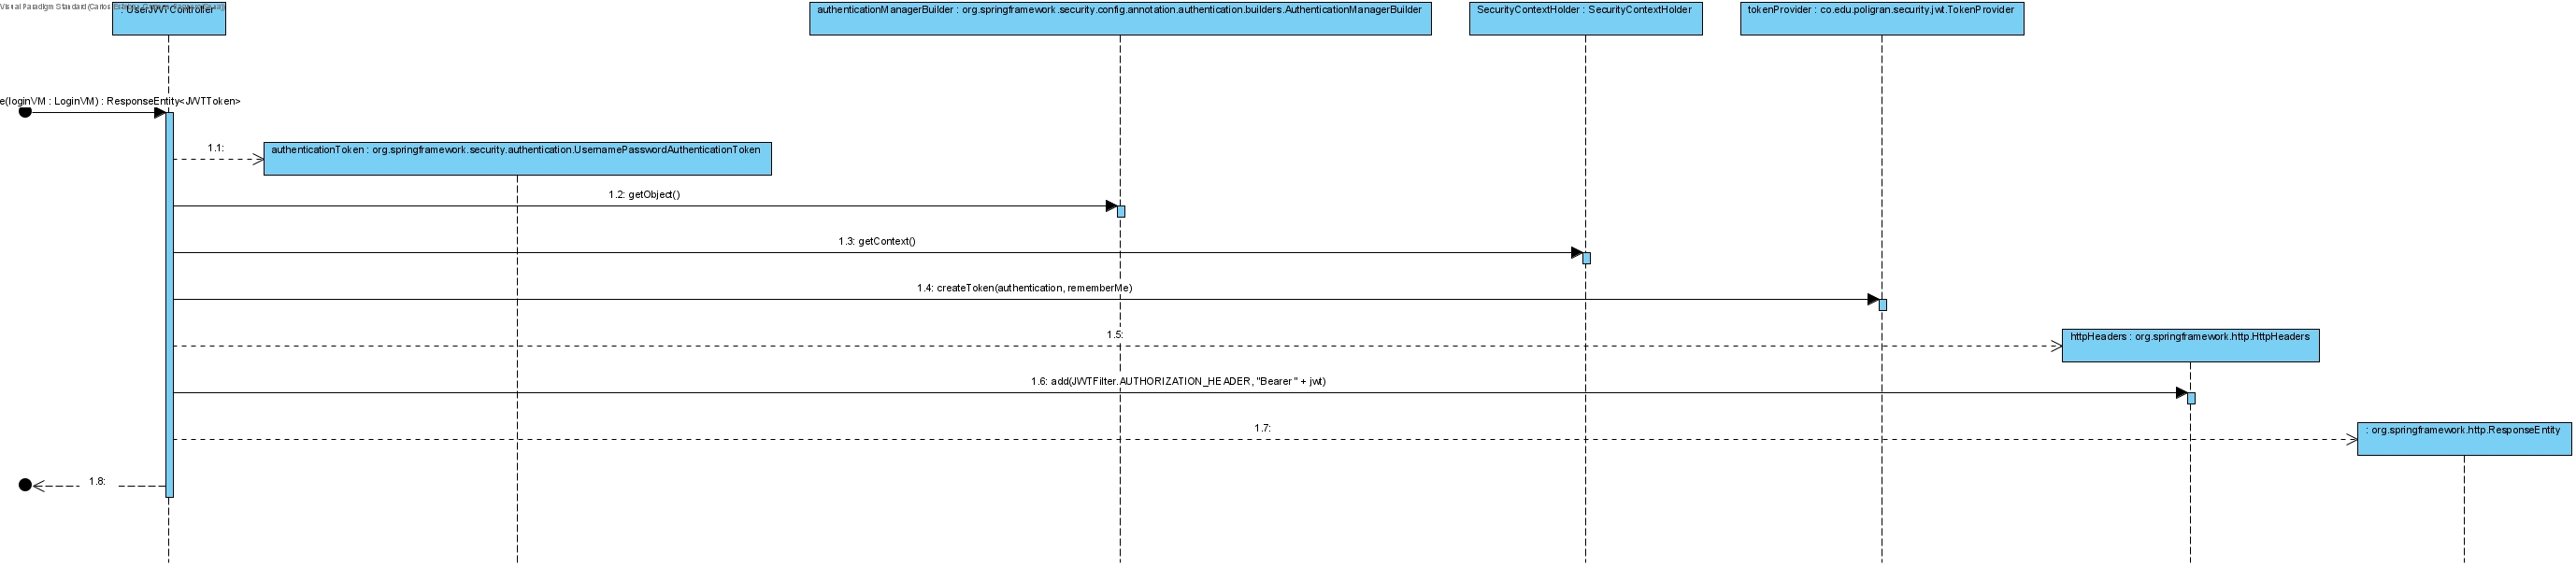 Visual Paradigm Standard (Carlos
: UserJWTController
authenticationManagerBuilder : org.springframework.security.config.annotation.authentication.builders.AuthenticationManagerBuilder
SecurityContextHolder : SecurityContextHolder
tokenProvider : co.edu.poligran.security.jwt.TokenProvider
e(loginVM : LoginVM) : ResponseEntity<JWTToken>
1.1:
authenticationToken : org.springframework.security.authentication.UsernamePasswordAuthenticationToken
1.2: getObject()
1.3: getContext()
1.4: createToken(authentication, rememberMe)
1.5:
httpHeaders : org.springframework.http.HttpHeaders
1.6: add(JWTFilter.AUTHORIZATION_HEADER, "Bearer " + jwt)
1.7:
: org.springframework.http.ResponseEntity
1.8: